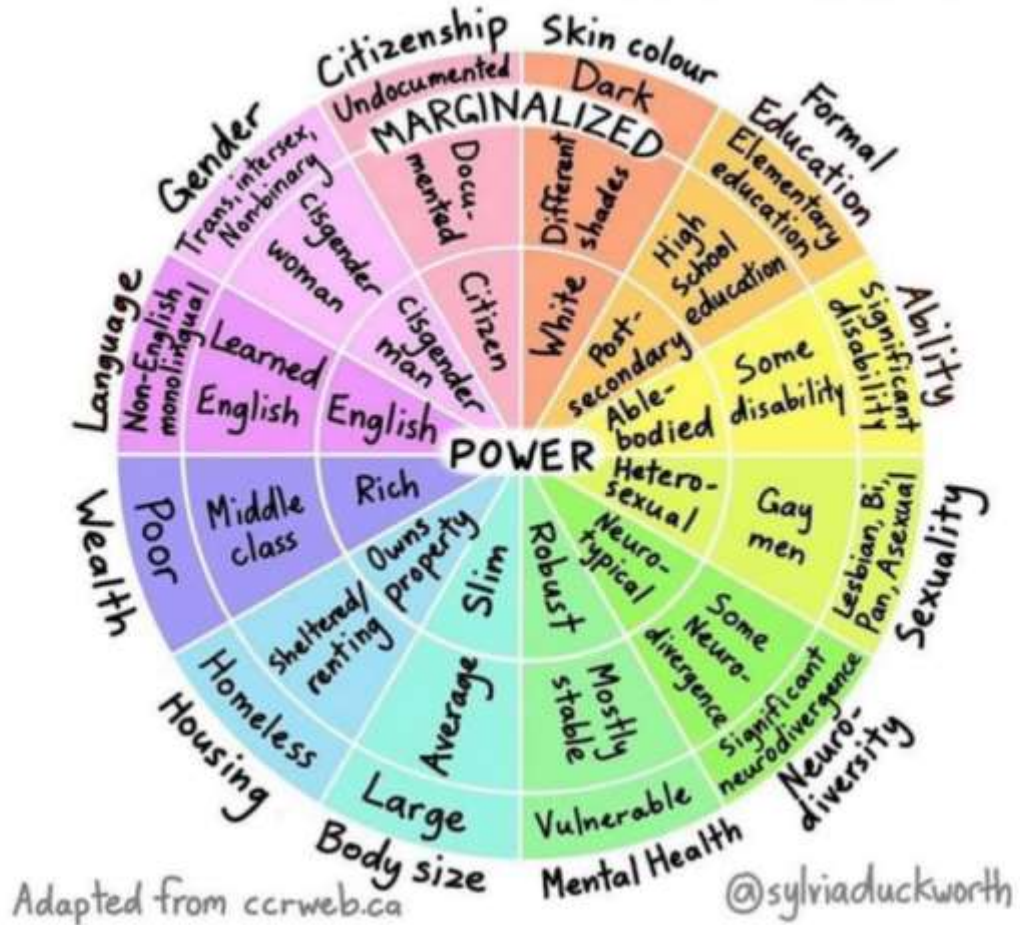 Citizenship
Undocumented
Docu-
mented
Citizen
Skin colour
Dark
Different
shades
White
MARGINALIZED
Formal
Education
Elementary
education
High
school
education
Post-
secondary
Ability
Significant
disability
Some
disability
Able-
bodied
Sexuality
Lesbian, Bi,
Pan, Asexual
Gay
men
Hetero-
sexual
Neuro-
diversity
Significant
neurodivergence
Some
Neuro-
divergence
Neuro-
typical
Mental Health
Vulnerable
Mostly
stable
Robust
Body size
Large
Average
Slim
Housing
Homeless
Sheltered/
renting
Owns
property
Wealth
Poor
Middle
class
Rich
Language
Non-English
monolingual
Learned
English
English
Gender
Trans, intersex,
Non-binary
cisgender
woman
cisgender
man
POWER
Adapted from ccrweb.ca
@sylviaduckworth